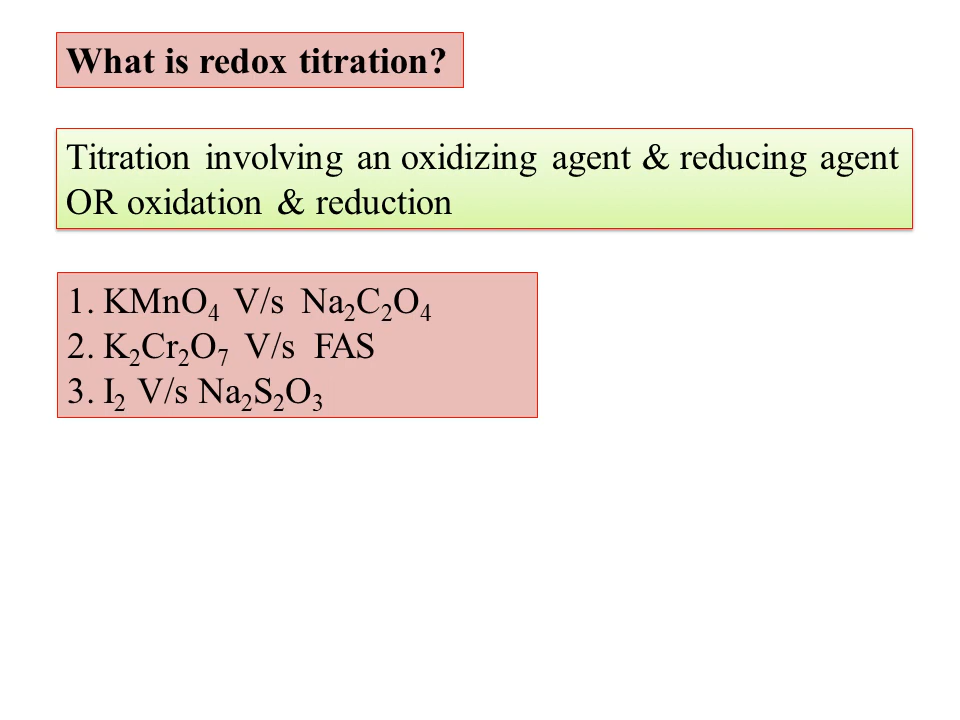 What is redox titration?
Titration involving an oxidizing agent & reducing agent
OR oxidation & reduction
1. KMnO₄ V/s Na₂C₂O₄
2. K₂Cr₂O₇ V/s FAS
3. I₂ V/s Na₂S₂O₃